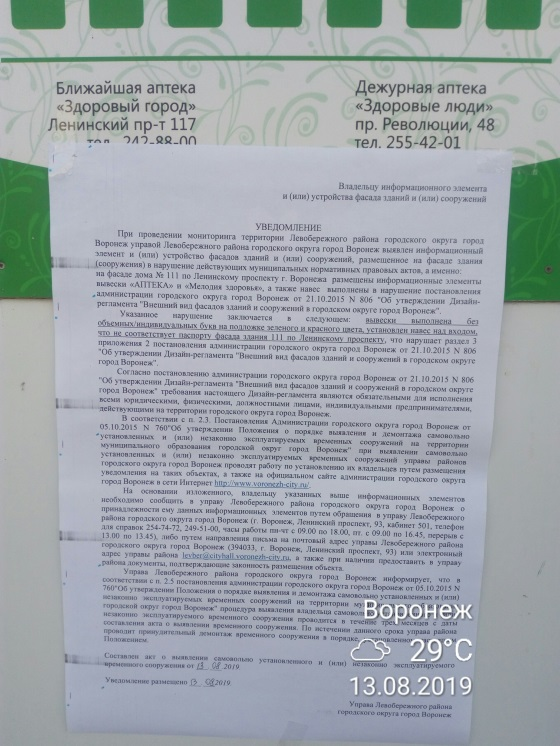 Ближайшая аптека
«Здоровый город»
Ленинский пр-т 117
тел. 242-88-00
Дежурная аптека
«Здоровые люди»
пр. Революции, 48
тел. 255-42-01
Владельцу информационного элемента
и (или) устройства фасада зданий и (или) сооружений
УВЕДОМЛЕНИЕ
При проведении мониторинга территории Левобережного района городского округа город
Воронеж управой Левобережного района городского округа город Воронеж выявлен информационный
элемент и (или) устройство фасадов зданий и (или) сооружений, размещенное на фасаде здания
(сооружения) в нарушение действующих муниципальных нормативных правовых актов, а именно:
на фасаде дома № 111 по Ленинскому проспекту г. Воронежа информационные элементы
вывески «АПТЕКА» и «Мелодия здоровья», а также навес выполнены в нарушение постановления
администрации городского округа город Воронеж от 21.10.2015 N 806 "Об утверждении Дизайн-
регламента "Внешний вид фасадов зданий и сооружений в городском округе город Воронеж".
Указанное нарушение заключается в следующем: вывески выполнена без
объемных/индивидуальных букв на подложке зеленого и красного цвета, установлен навес над входом,
что не соответствует паспорту фасада здания 111 по Ленинскому проспекту, что нарушает раздел 3
приложения 2 постановления администрации городского округа город Воронеж от 21.10.2015 N 806
"Об утверждении Дизайн-регламента "Внешний вид фасадов зданий и сооружений в городском округе
город Воронеж".
Согласно постановлению администрации городского округа город Воронеж от 21.10.2015 N 806
"Об утверждении Дизайн-регламента "Внешний вид фасадов зданий и сооружений в городском округе
город Воронеж" требования настоящего Дизайн-регламента являются обязательными для исполнения
всеми юридическими, физическими, должностными лицами, индивидуальными предпринимателями,
действующими на территории городского округа город Воронеж.
В соответствии с п. 2.3. Постановления Администрации городского округа город Воронеж от
05.10.2015 N 760"Об утверждении Положения о порядке выявления и демонтажа самовольно
установленных и (или) незаконно эксплуатируемых временных сооружений на территории
муниципального образования городской округ город Воронеж" при выявлении самовольно
установленных и (или) незаконно эксплуатируемых временных сооружений управы районов
городского округа город Воронеж проводят работу по установлению их владельцев путем размещения
уведомления на таких объектах, а также на официальном сайте администрации городского округа
город Воронеж в сети Интернет http://www.voronezh-city.ru/.
На основании изложенного, владельцу указанных выше информационных элементов
необходимо сообщить в управу Левобережного района городского округа город Воронеж о
принадлежности ему данных информационных элементов путем обращения в управу Левобережного
района городского округа город Воронеж (г. Воронеж, Ленинский проспект, 93, кабинет 501, телефон
для справок 254-74-72, 249-51-00, часы работы пн-чт с 09.00 по 18.00, пт. с 09.00 по 16.45, перерыв с
13.00 по 13.45), либо путем направления письма на почтовый адрес управы Левобережного района
городского округа город Воронеж (394033, г. Воронеж, Ленинский проспект, 93) или электронный
адрес управы района levber@cityhall.voronezh-city.ru, а также при наличии предоставить в управу
района документы, подтверждающие законность размещения объекта.
Управа Левобережного района городского округа город Воронеж информирует, что в
соответствии с п. 2.5 постановления администрации городского округа город Воронеж от 05.10.2015 N
760"Об утверждении Положения о порядке выявления и демонтажа самовольно установленных и (или)
незаконно эксплуатируемых временных сооружений на территории
городской округ город Воронеж" процедура выявления владельца
незаконно эксплуатируемого временного сооружения проводится в течение трех месяцев с даты
составления акта о выявлении временного сооружения. По истечении данного срока управа района
проводит принудительный демонтаж временного сооружения в порядке,
Положением.
Составлен акт о выявлении самовольно установленного и (или) незаконно эксплуатируемого
временного сооружения от 13.08.2019.
Уведомление размещено 13.08.2019.
Управа Левобережного района
городского округа город Воронеж
Воронеж
29°C
13.08.2019